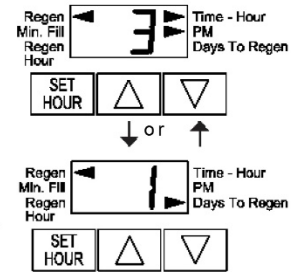 Regen
Min. Fill
Regen
Hour
3
Time - Hour
PM
Days To Regen
SET
HOUR
or
Regen
Min. Fill
Regen
Hour
1
Time - Hour
PM
Days To Regen
SET
HOUR